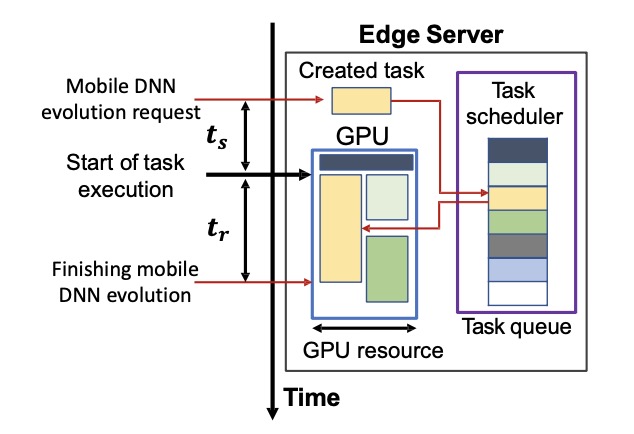 Edge Server
Mobile DNN
evolution request
Created task
Task
scheduler
t_s
GPU
Start of task
execution
t_r
Finishing mobile
DNN evolution
Task queue
GPU resource
Time